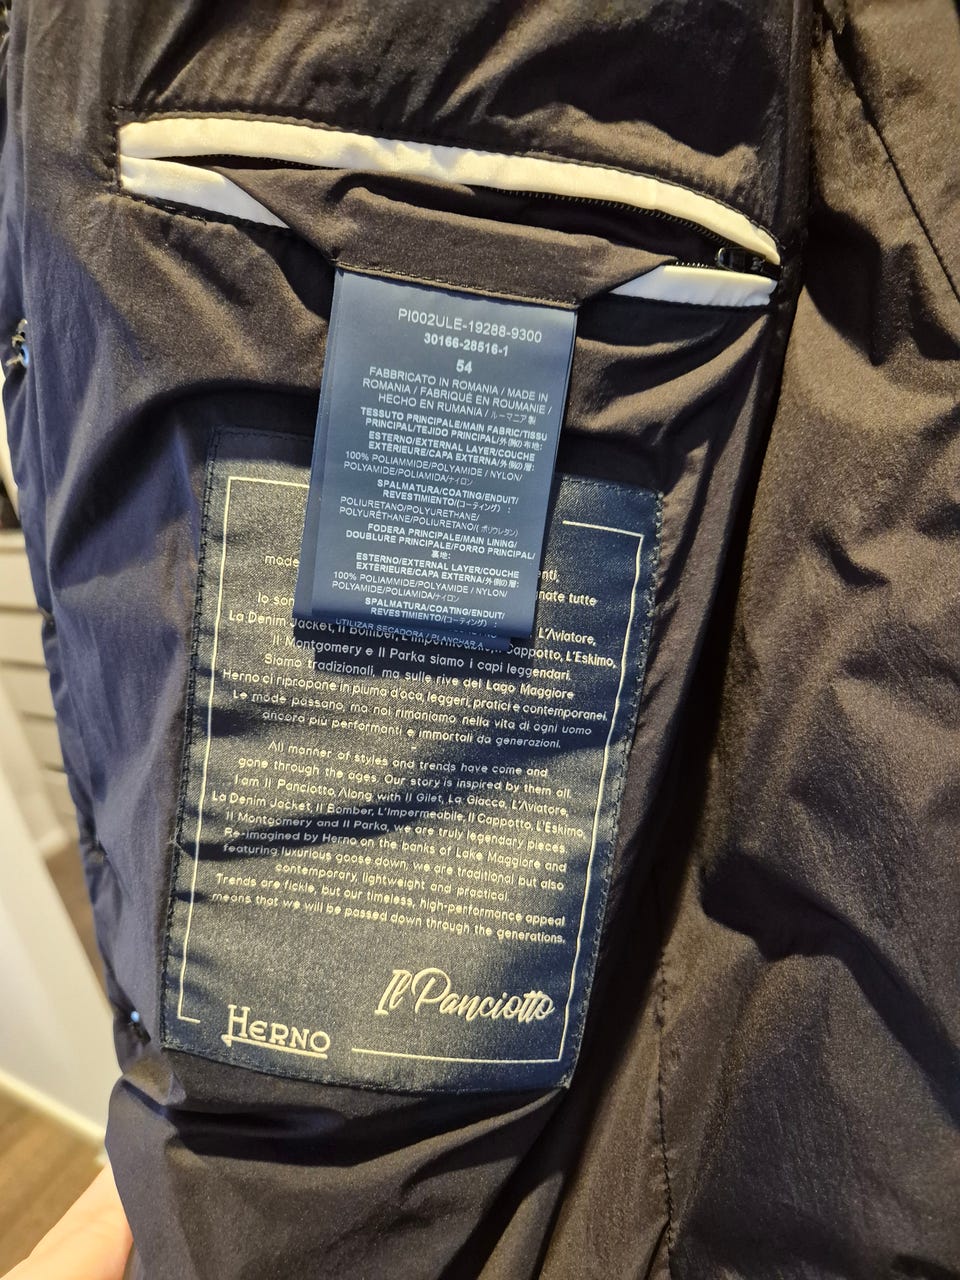 PI002ULE-19288-9300
30166-28516-1
54
FABBRICATO IN ROMANIA / MADE IN
ROMANIA / FABRIQUÉ EN ROUMANIE /
HECHO EN RUMANIA / ルーマニア製
TESSUTO PRINCIPALE/MAIN FABRIC/TISSU
PRINCIPAL/TEJIDO PRINCIPAL/外側の布地:
ESTERNO/EXTERNAL LAYER/COUCHE
EXTÉRIEURE/CAPA EXTERNA/外側の層:
100% POLIAMMIDE/POLYAMIDE / NYLON/
POLYAMIDE/POLIAMIDA/ナイロン
SPALMATURA/COATING/ENDUIT/
REVESTIMIENTO/(コーティング) :
POLIURETANO/POLYURETHANE/
POLYURÉTHANE/POLIURETANO/( ポリウレタン)
FODERA PRINCIPALE/MAIN LINING/
DOUBLURE PRINCIPALE/FORRO PRINCIPAL/
裏地:
ESTERNO/EXTERNAL LAYER/COUCHE
EXTÉRIEURE/CAPA EXTERNA/外側の層:
100% POLIAMMIDE/POLYAMIDE / NYLON/
POLYAMIDE/POLIAMIDA/ナイロン
SPALMATURA/COATING/ENDUIT/
REVESTIMIENTO/(コーティング) :
UTILIZAR SECADORA / PLANCHAR A
mode enti,
nate tutte
Io son L'Aviatore,
La Denim Jacket, Il Bomber, L'Impermeabile, Il Cappotto, L'Eskimo,
Il Montgomery e Il Parka siamo i capi leggendari.
Siamo tradizionali, ma sulle rive del Lago Maggiore
Herno ci ripropone in piuma d'oca, leggeri, pratici e contemporanei.
Le mode passano, ma noi rimaniamo nella vita di ogni uomo
ancora più performanti e immortali da generazioni.
-
All manner of styles and trends have come and
gone through the ages. Our story is inspired by them all.
I am Il Panciotto. Along with Il Gilet, La Giacca, L'Aviatore,
La Denim Jacket, Il Bomber, L'Impermeabile, Il Cappotto, L'Eskimo,
Il Montgomery and Il Parka, we are truly legendary pieces.
Re-imagined by Herno on the banks of Lake Maggiore and
featuring luxurious goose down, we are traditional but also
contemporary, lightweight and practical.
Trends are fickle, but our timeless, high-performance appeal
means that we will be passed down through the generations.
Il Panciotto
HERNO